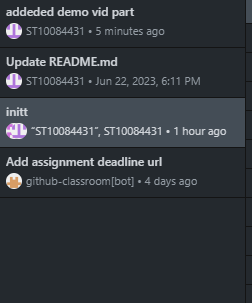 addeded demo vid part
ST10084431 • 5 minutes ago
Update README.md
ST10084431 • Jun 22, 2023, 6:11 PM
initt
"ST10084431", ST10084431 • 1 hour ago
Add assignment deadline url
github-classroom[bot] • 4 days ago